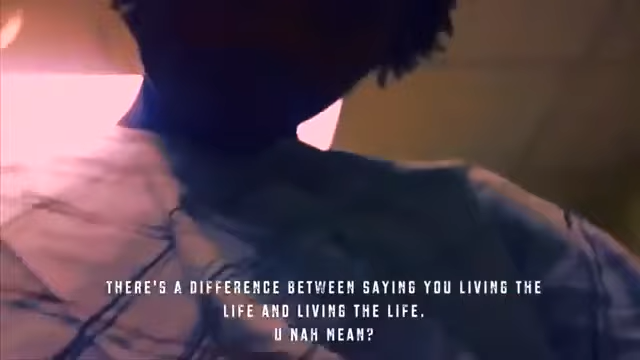 THERE'S A DIFFERENCE BETWEEN SAYING YOU LIVING THE
LIFE AND LIVING THE LIFE.
U NAH MEAN?